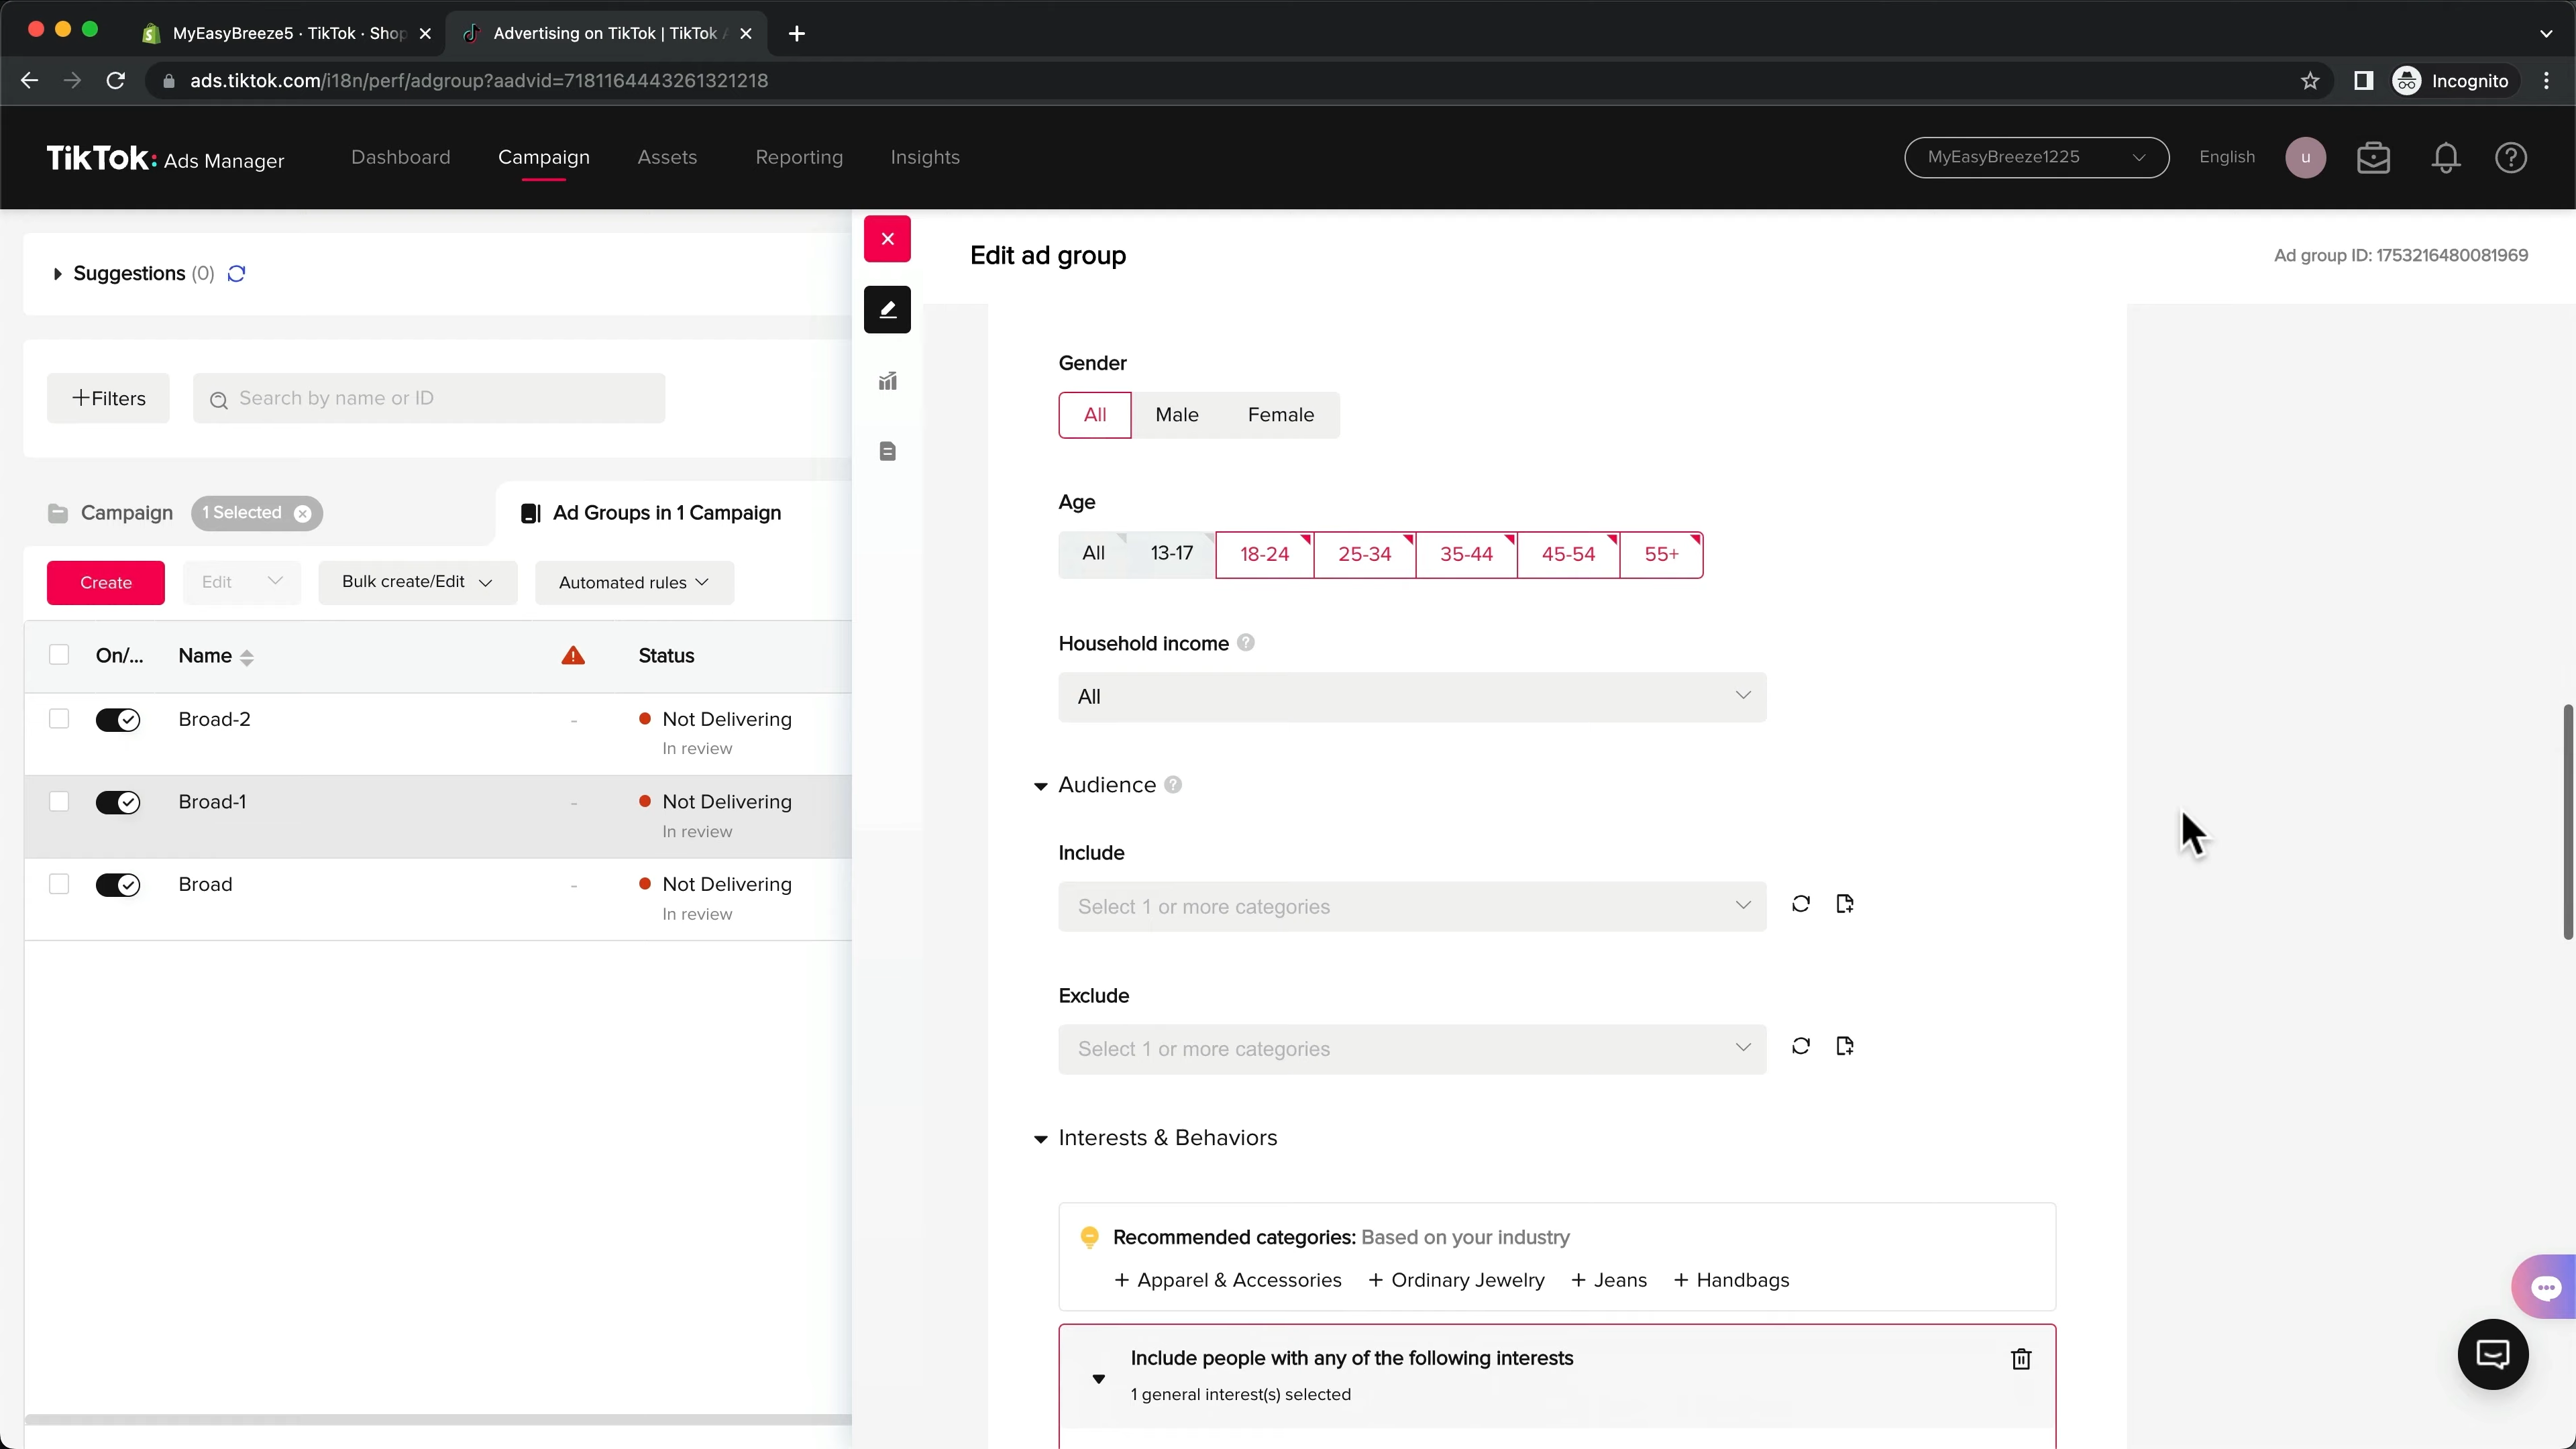 MyEasyBreeze5 · TikTok · Shop
Advertising on TikTok | TikTok A
ads.tiktok.com/i18n/perf/adgroup?aadvid=7181164443261321218
Incognito
TikTok: Ads Manager
Dashboard
Campaign
Assets
Reporting
Insights
MyEasyBreeze1225
English
u
Suggestions (0)
+Filters
Search by name or ID
Campaign
1 Selected
Ad Groups in 1 Campaign
Create
Edit
Bulk create/Edit
Automated rules
On/...
Name
Status
Broad-2
-
Not Delivering
In review
Broad-1
-
Not Delivering
In review
Broad
-
Not Delivering
In review
Edit ad group
Ad group ID: 1753216480081969
Gender
All
Male
Female
Age
All
13-17
18-24
25-34
35-44
45-54
55+
Household income
All
Audience
Include
Select 1 or more categories
Exclude
Select 1 or more categories
Interests & Behaviors
Recommended categories: Based on your industry
+ Apparel & Accessories + Ordinary Jewelry + Jeans + Handbags
Include people with any of the following interests
1 general interest(s) selected